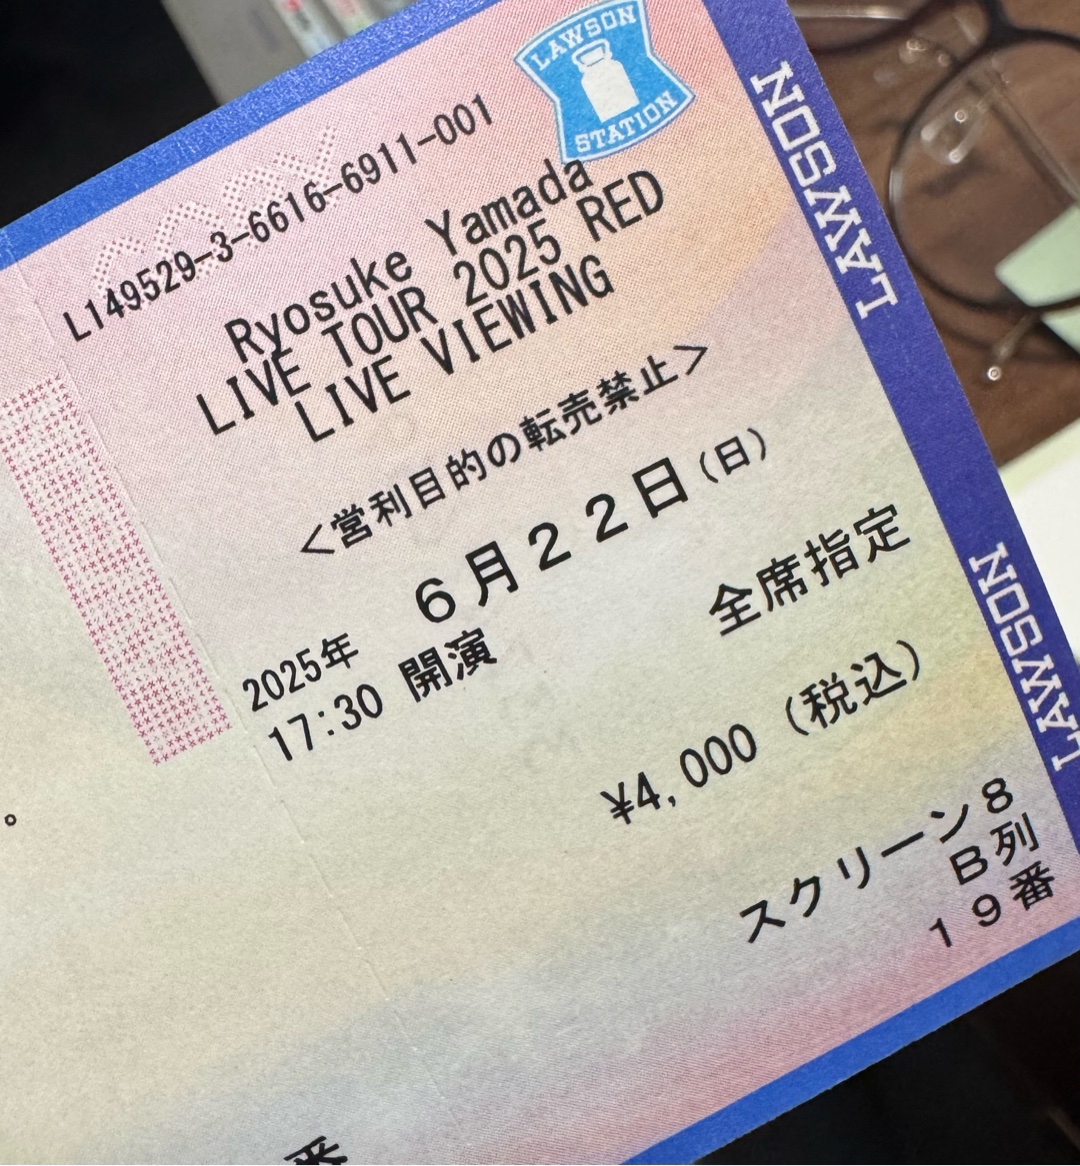 LAWSON
STATION
L149529-3-6616-6911-001
Ryosuke Yamada
LIVE TOUR 2025 RED
LIVE VIEWING
<営利目的の転売禁止>
2025年 6月22日(日)
17:30 開演 全席指定
¥4,000 (税込)
スクリーン8
B列
19番
。
LAWSON
LAWSON